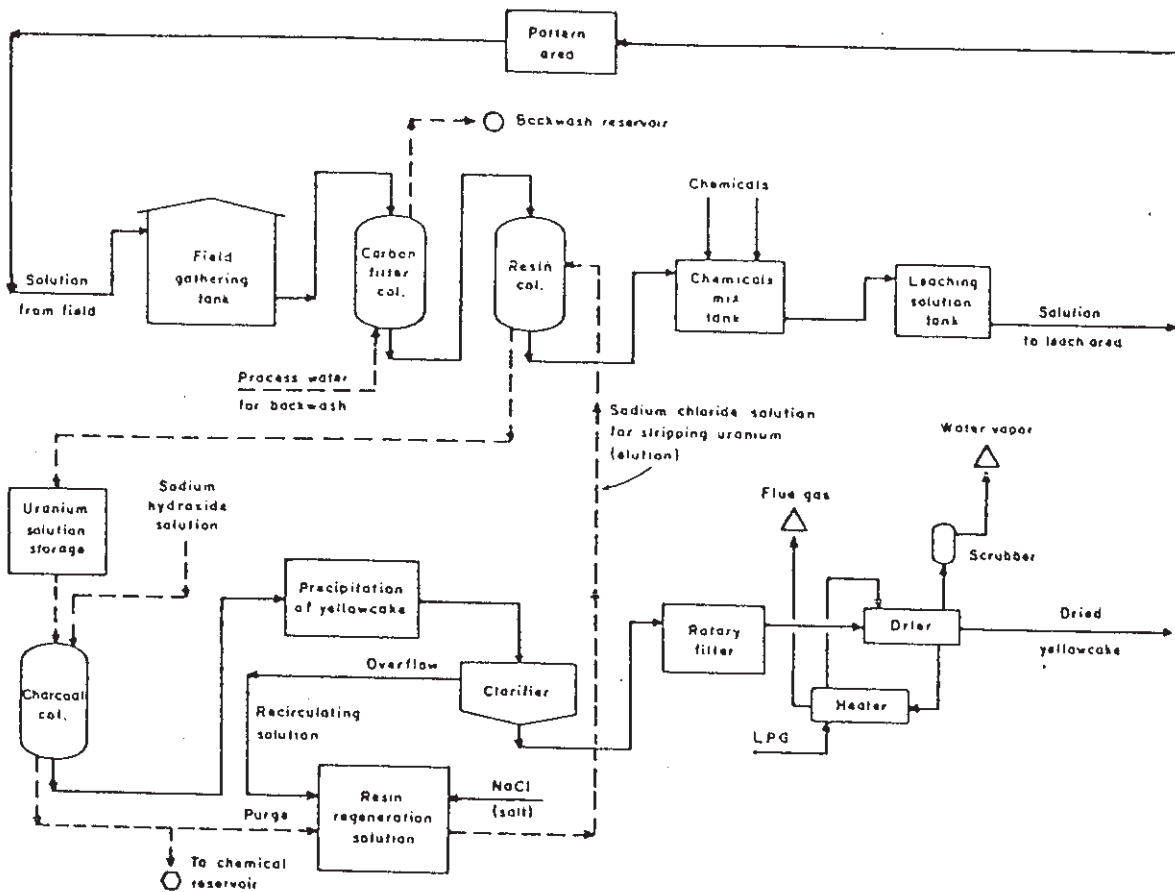 Pattern
area
Backwash reservoir
Chemicals
Field
gathering
tank
Carbon
filter
col.
Resin
col.
Chemicals
mix
tank
Leaching
solution
tank
Solution
from field
Solution
to leach area
Process water
for backwash
Sodium chloride solution
for stripping uranium
(elution)
Water vapor
Uranium
solution
storage
Sodium
hydroxide
solution
Flue gas
Scrubber
Precipitation
of yellowcake
Rotary
filter
Drier
Dried
yellowcake
Overflow
Clarifier
Charcoal
col.
Recirculating
solution
Heater
LPG
Resin
regeneration
solution
NaCl
(salt)
Purge
To chemical
reservoir